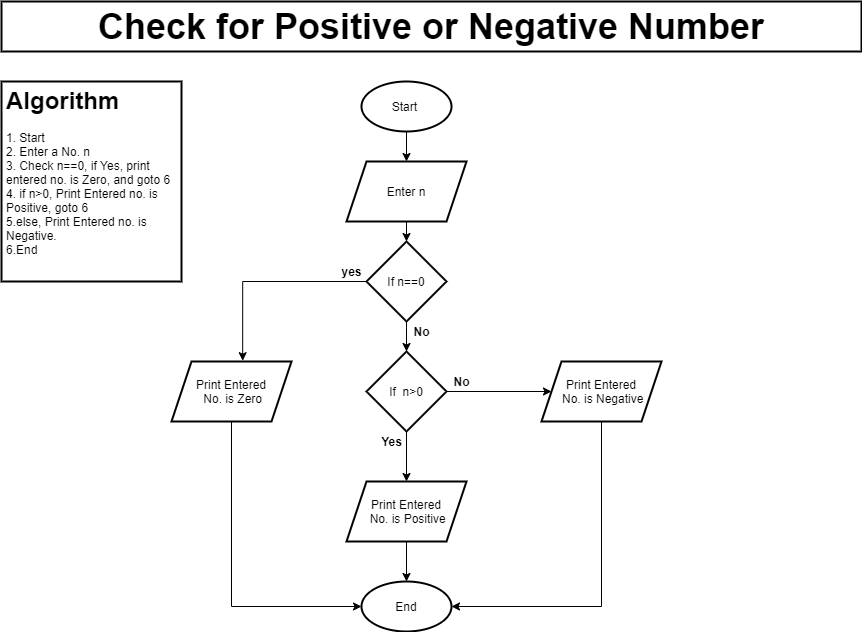 Check for Positive or Negative Number
Algorithm
1. Start
2. Enter a No. n
3. Check n==0, if Yes, print
entered no. is Zero, and goto 6
4. if n>0, Print Entered no. is
Positive, goto 6
5.else, Print Entered no. is
Negative.
6.End
Start
Enter n
yes
If n==0
No
Print Entered
No. is Zero
If n>0
No
Print Entered
No. is Negative
Yes
Print Entered
No. is Positive
End